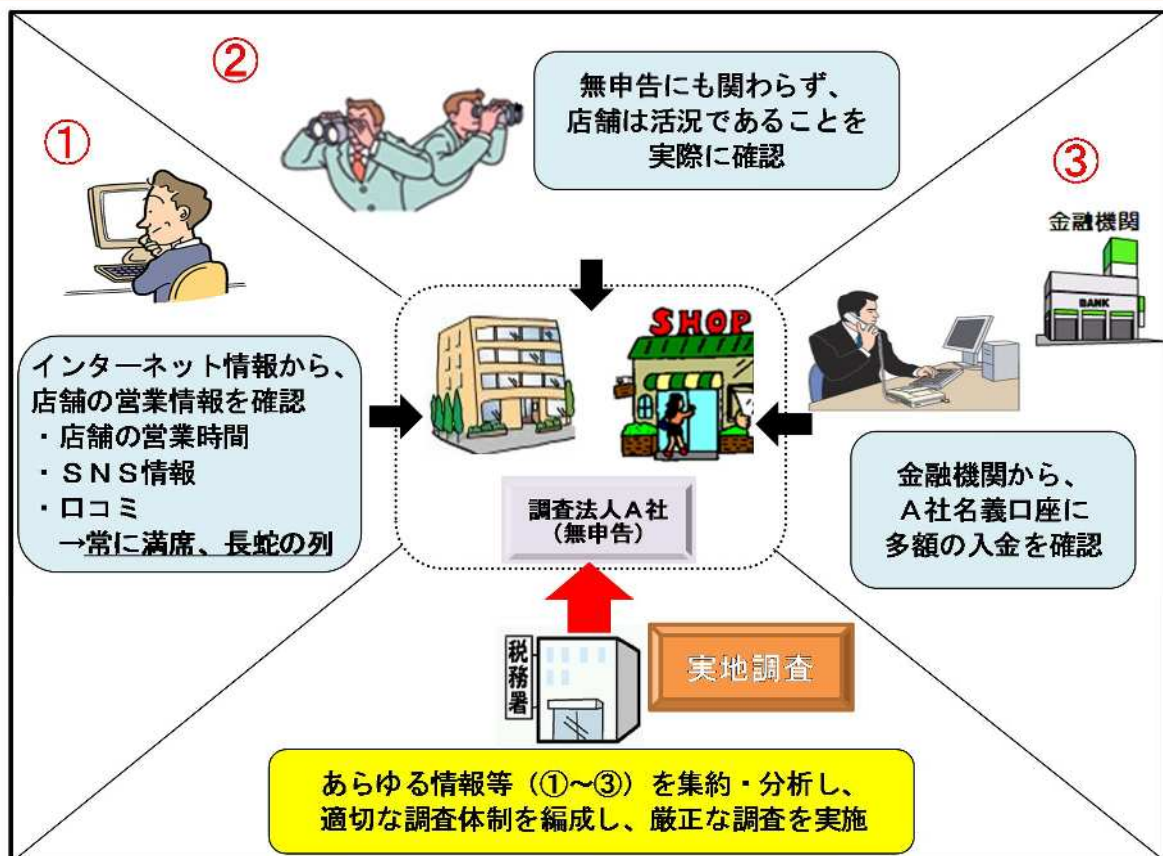 ①
インターネット情報から、
店舗の営業情報を確認
・店舗の営業時間
・ＳＮＳ情報
・口コミ
→常に満席、長蛇の列
②
無申告にも関わらず、
店舗は活況であることを
実際に確認
③
金融機関
BANK
金融機関から、
Ａ社名義口座に
多額の入金を確認
SHOP
調査法人Ａ社
（無申告）
税務署
実地調査
あらゆる情報等（①～③）を集約・分析し、
適切な調査体制を編成し、厳正な調査を実施